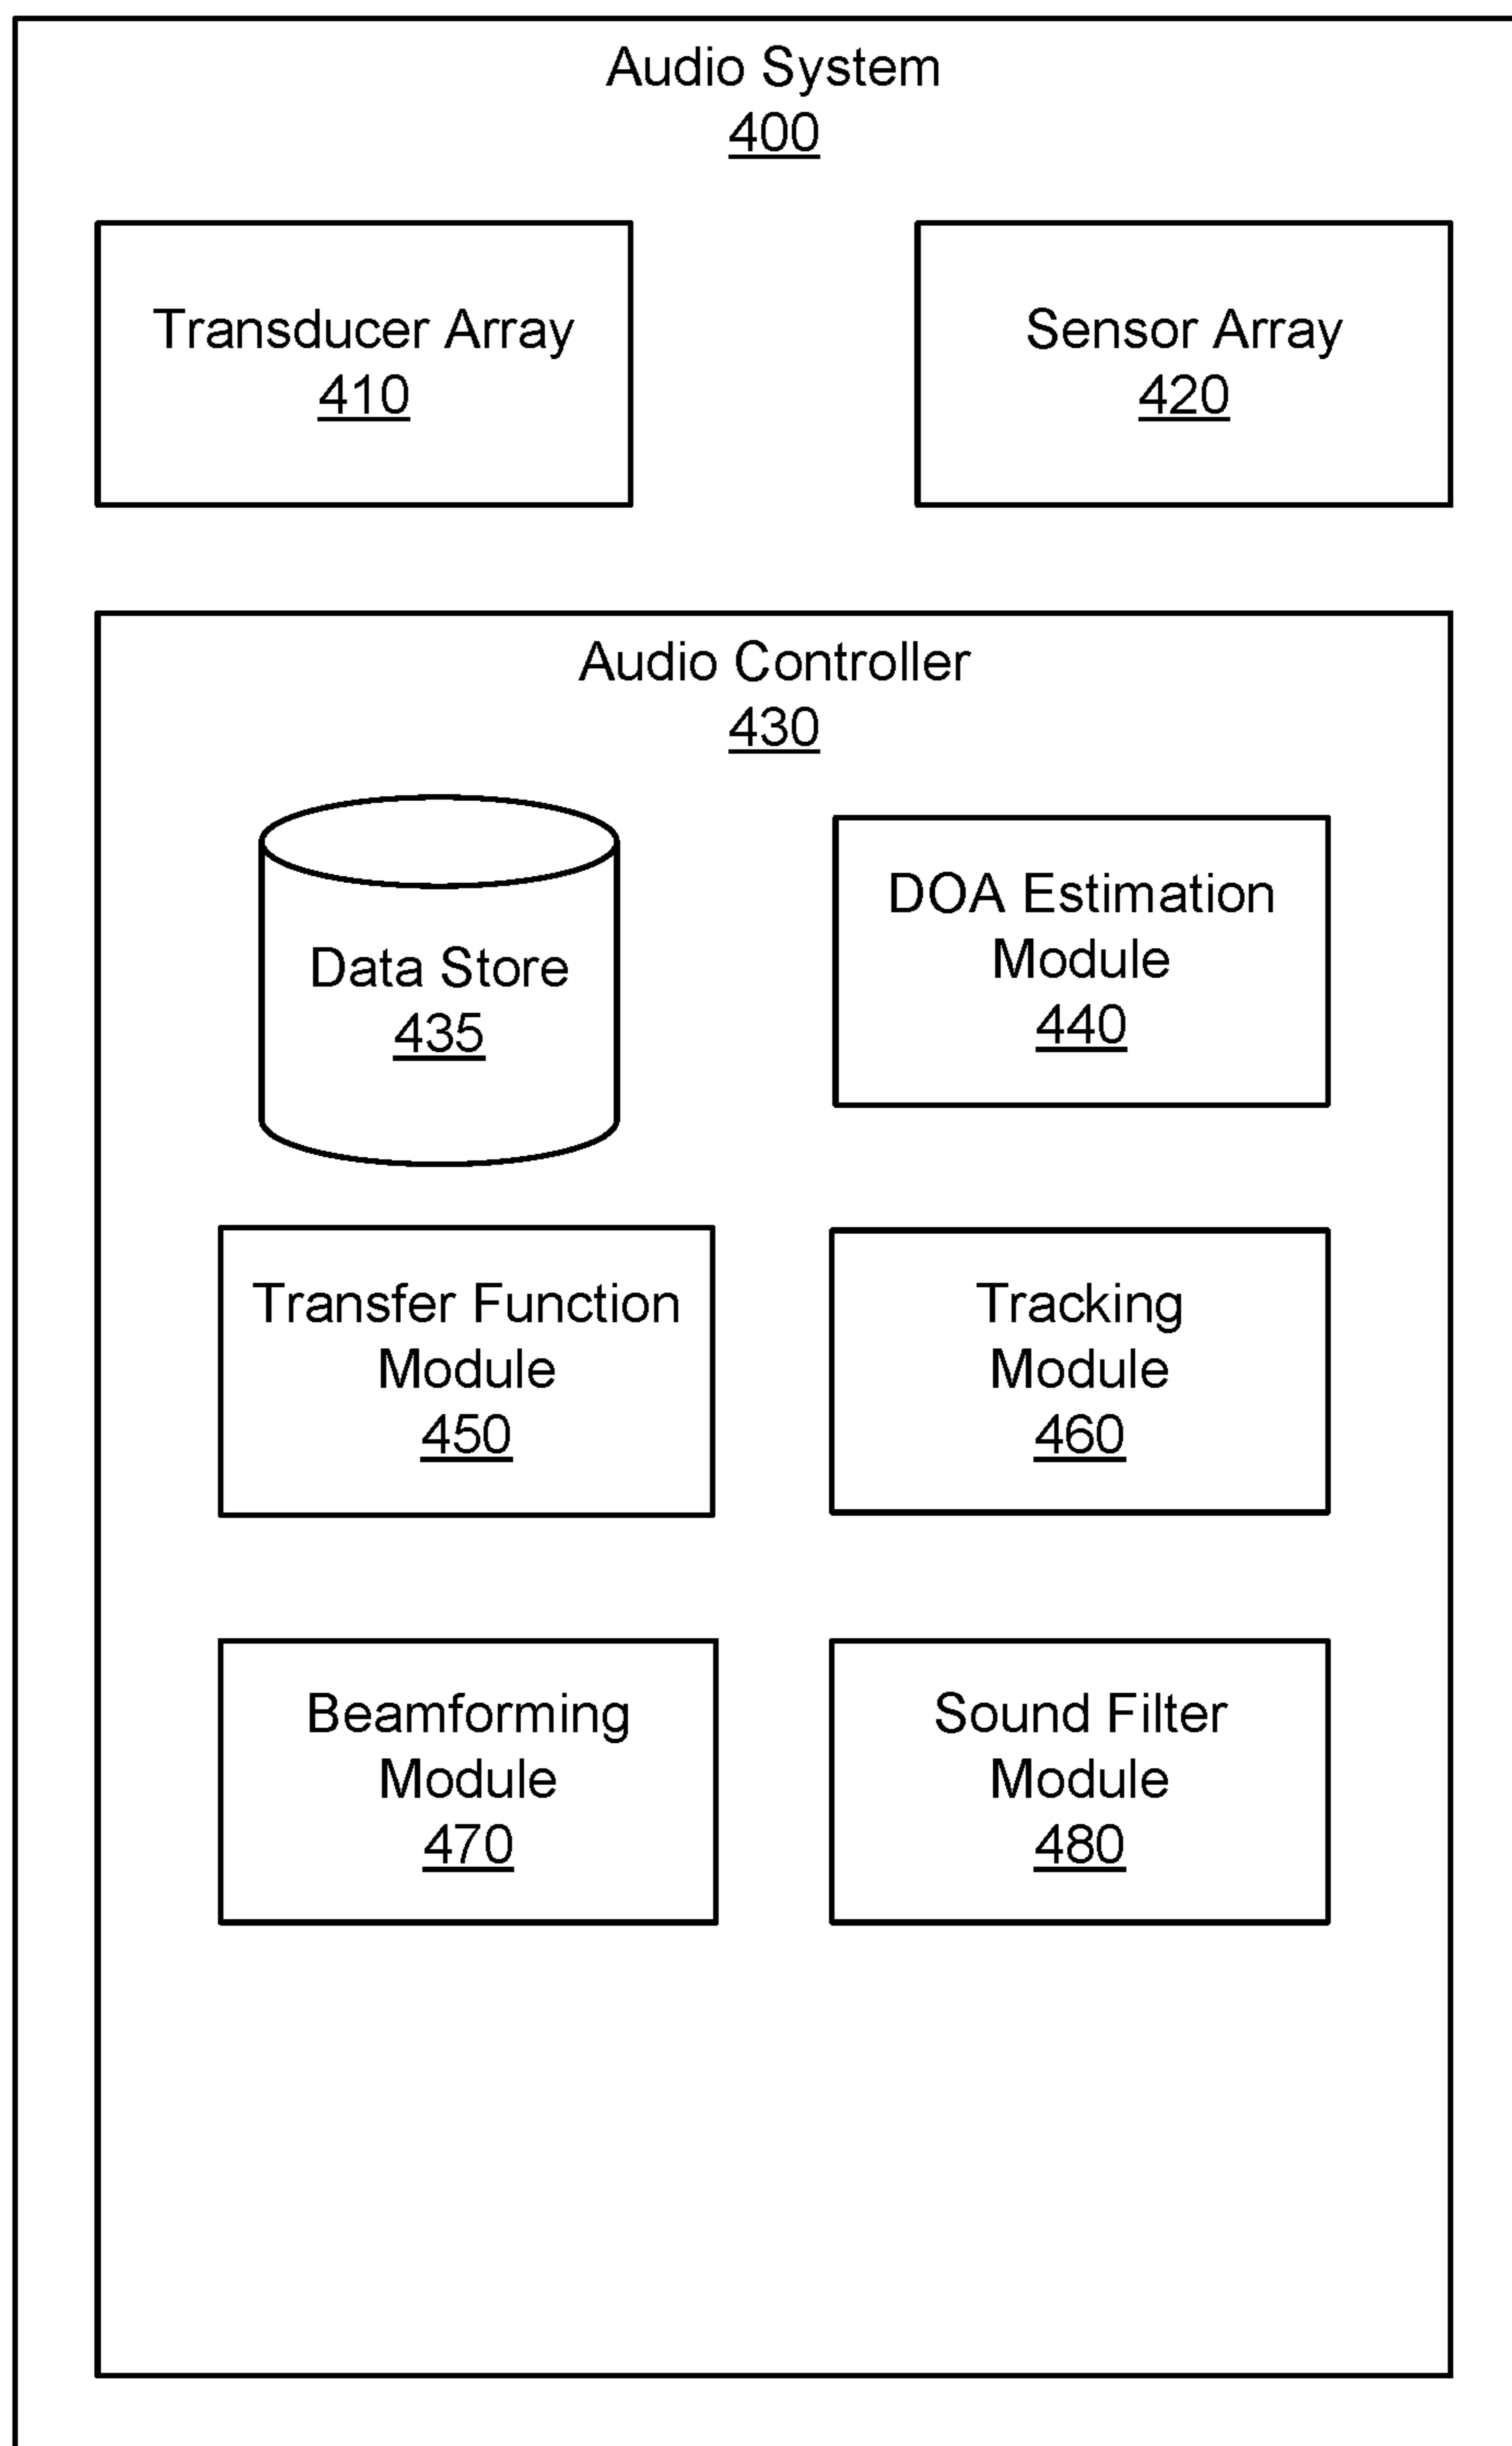 Audio System
400
Transducer Array
410
Sensor Array
420
Audio Controller
430
Data Store
435
DOA Estimation
Module
440
Transfer Function
Module
450
Tracking
Module
460
Beamforming
Module
470
Sound Filter
Module
480